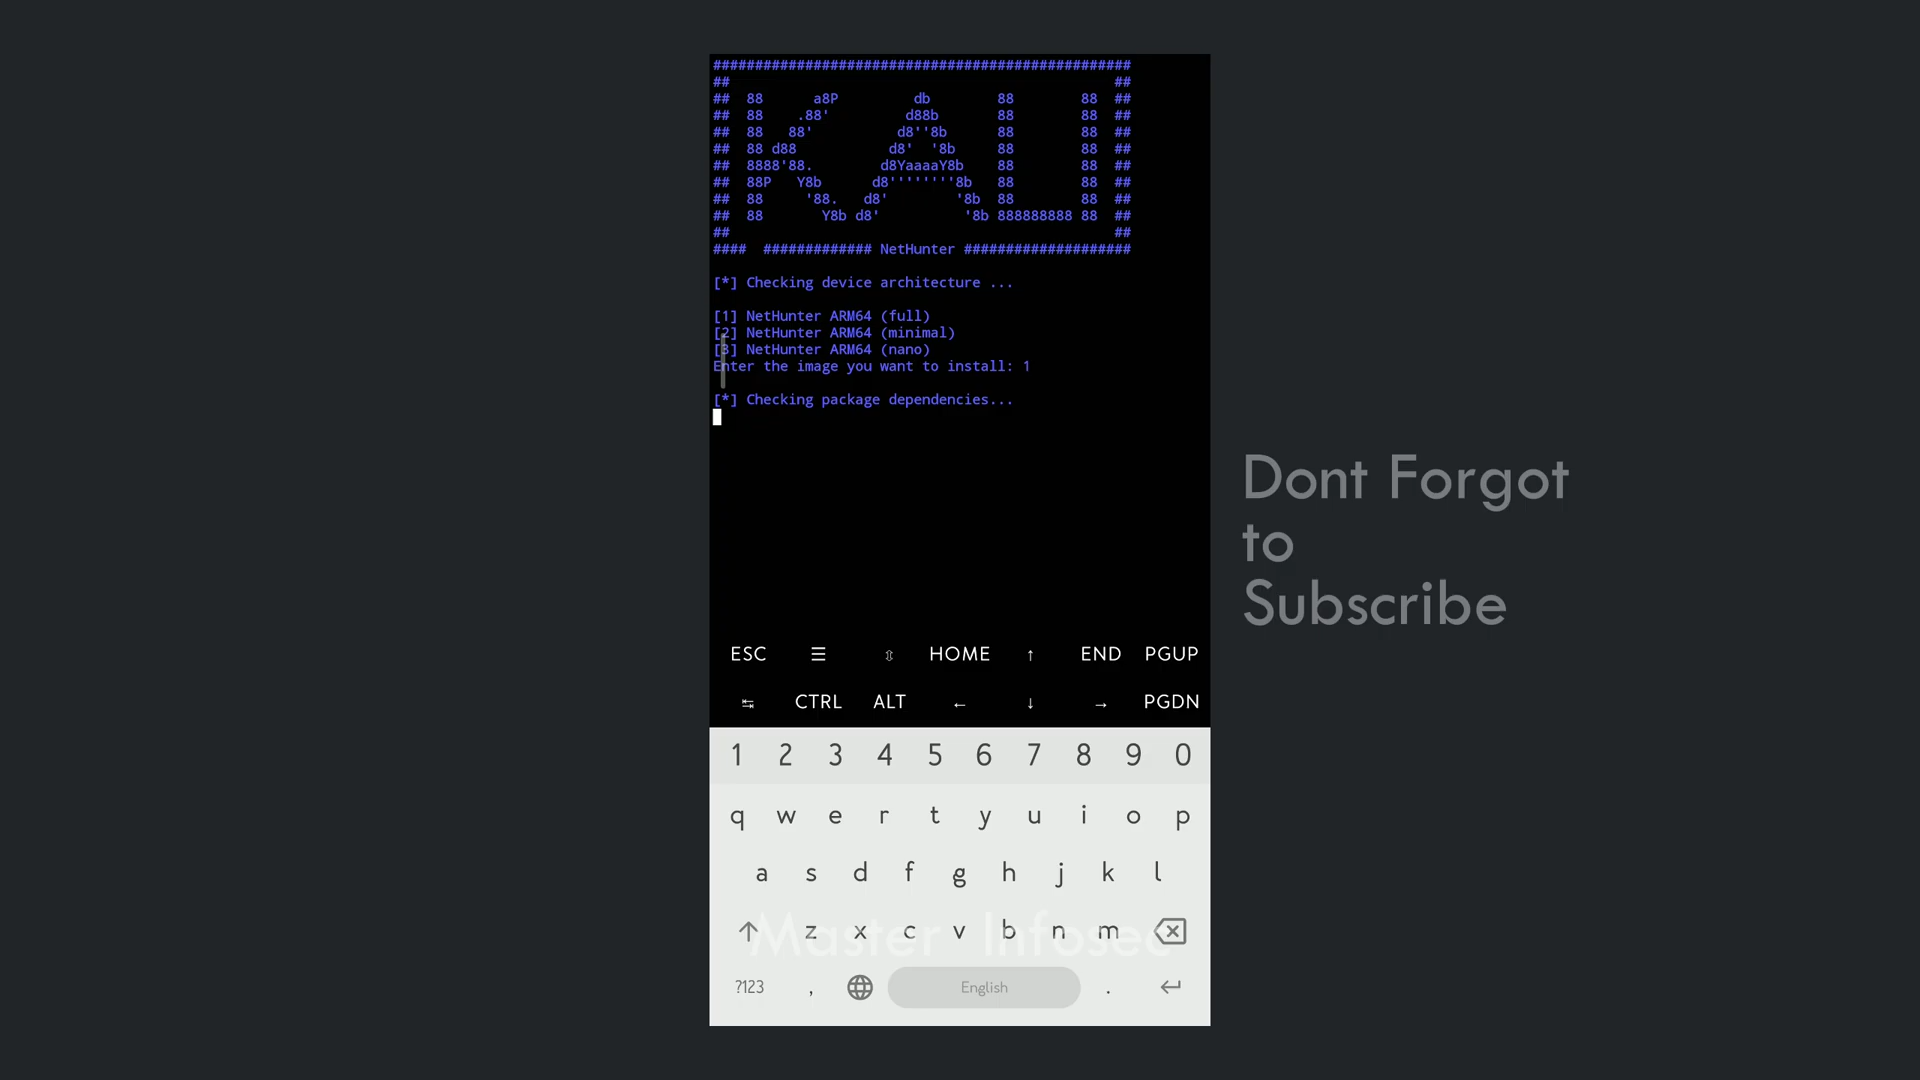 ##################################################
##                                              ##
##  88      a8P         db        88        88  ##
##  88    .88'         d88b       88        88  ##
##  88   88'          d8''8b      88        88  ##
##  88 d88           d8'  '8b     88        88  ##
##  8888'88.        d8YaaaaY8b    88        88  ##
##  88P   Y8b      d8''''''''8b   88        88  ##
##  88     '88.   d8'        '8b  88        88  ##
##  88       Y8b d8'          '8b 888888888 88  ##
##                                              ##
####  ############# NetHunter ####################
[*] Checking device architecture ...
[1] NetHunter ARM64 (full)
[2] NetHunter ARM64 (minimal)
[3] NetHunter ARM64 (nano)
Enter the image you want to install: 1
[*] Checking package dependencies...
Dont Forgot
to
Subscribe
ESC ☰ ⇳ HOME ↑ END PGUP
↹ CTRL ALT ← ↓ → PGDN
1 2 3 4 5 6 7 8 9 0
q w e r t y u i o p
a s d f g h j k l
z x c v b n m
Master Infosec
?123 , English .